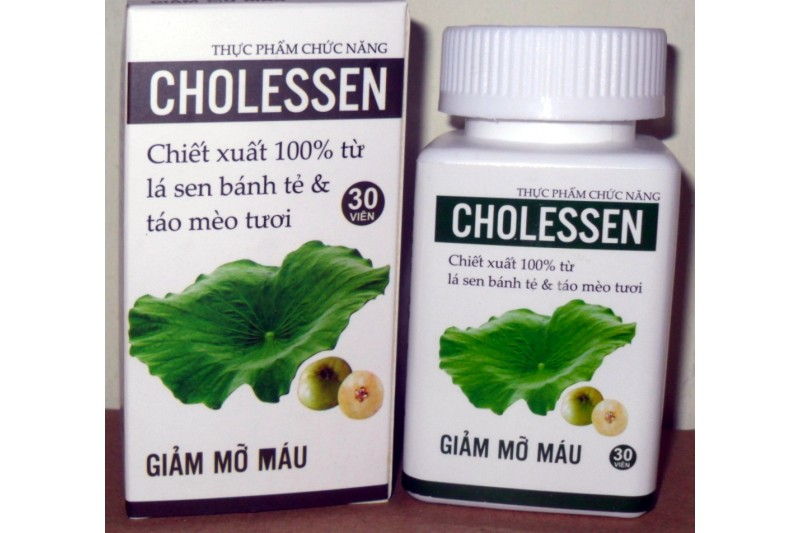 THỰC PHẨM CHỨC NĂNG
CHOLESSEN
Chiết xuất 100% từ
lá sen bánh tẻ &
táo mèo tươi
30
VIÊN
GIẢM MỠ MÁU
THỰC PHẨM CHỨC NĂNG
CHOLESSEN
Chiết xuất 100% từ
lá sen bánh tẻ & táo mèo tươi
GIẢM MỠ MÁU
30
VIÊN